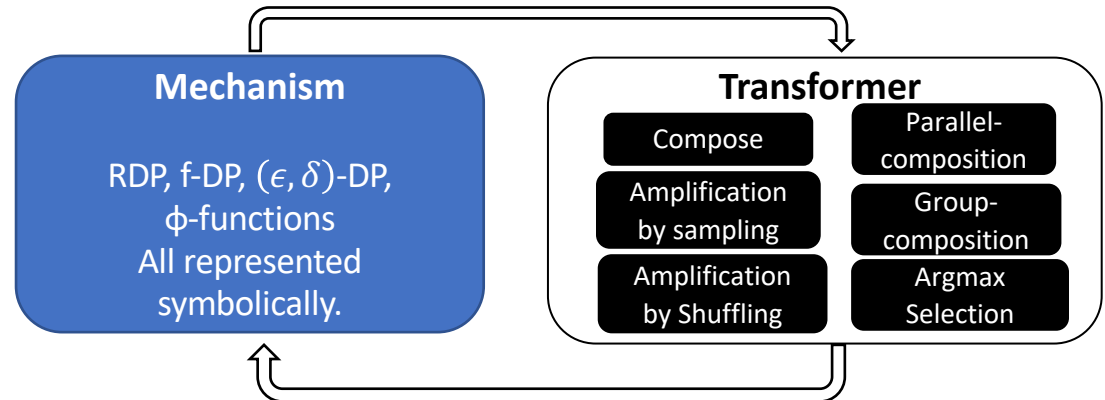 Mechanism
RDP, f-DP, (ϵ, δ)-DP,
ϕ-functions
All represented
symbolically.
Transformer
Compose
Amplification
by sampling
Amplification
by Shuffling
Parallel-
composition
Group-
composition
Argmax
Selection